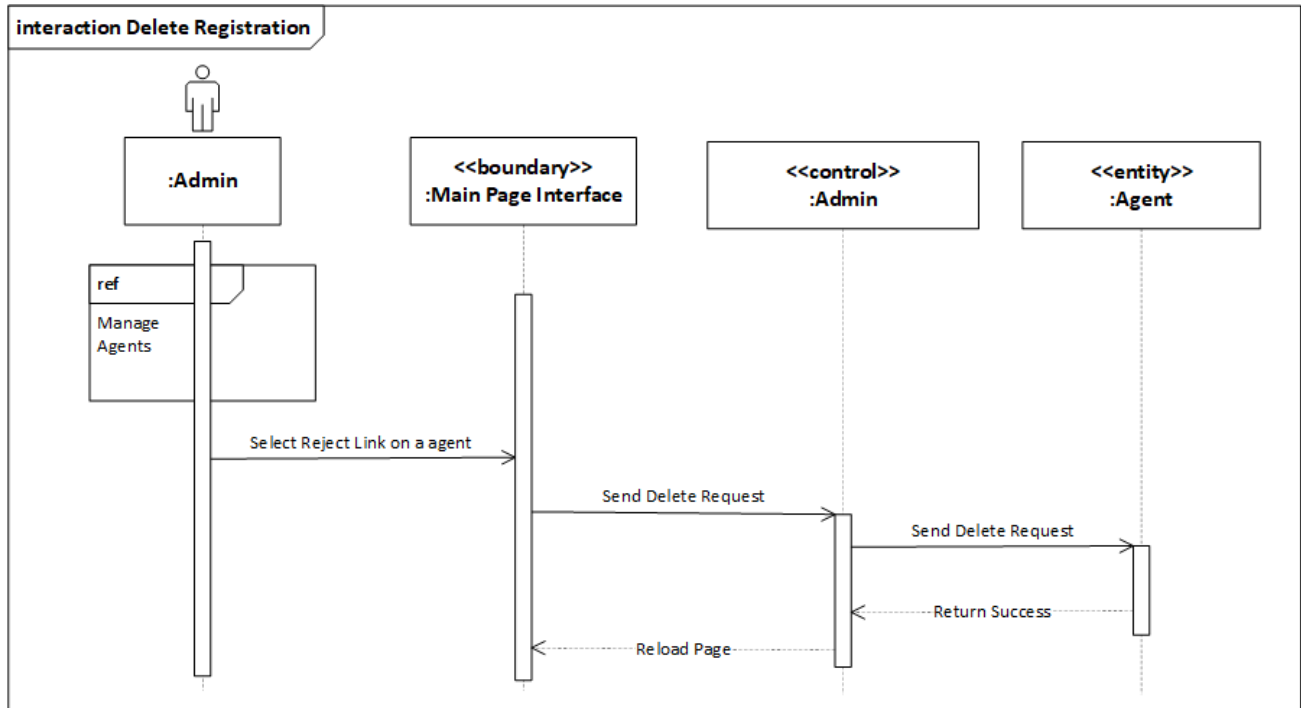 interaction Delete Registration
:Admin
<<boundary>>
:Main Page Interface
<<control>>
:Admin
<<entity>>
:Agent
ref
Manage
Agents
Select Reject Link on a agent
Send Delete Request
Send Delete Request
Return Success
Reload Page